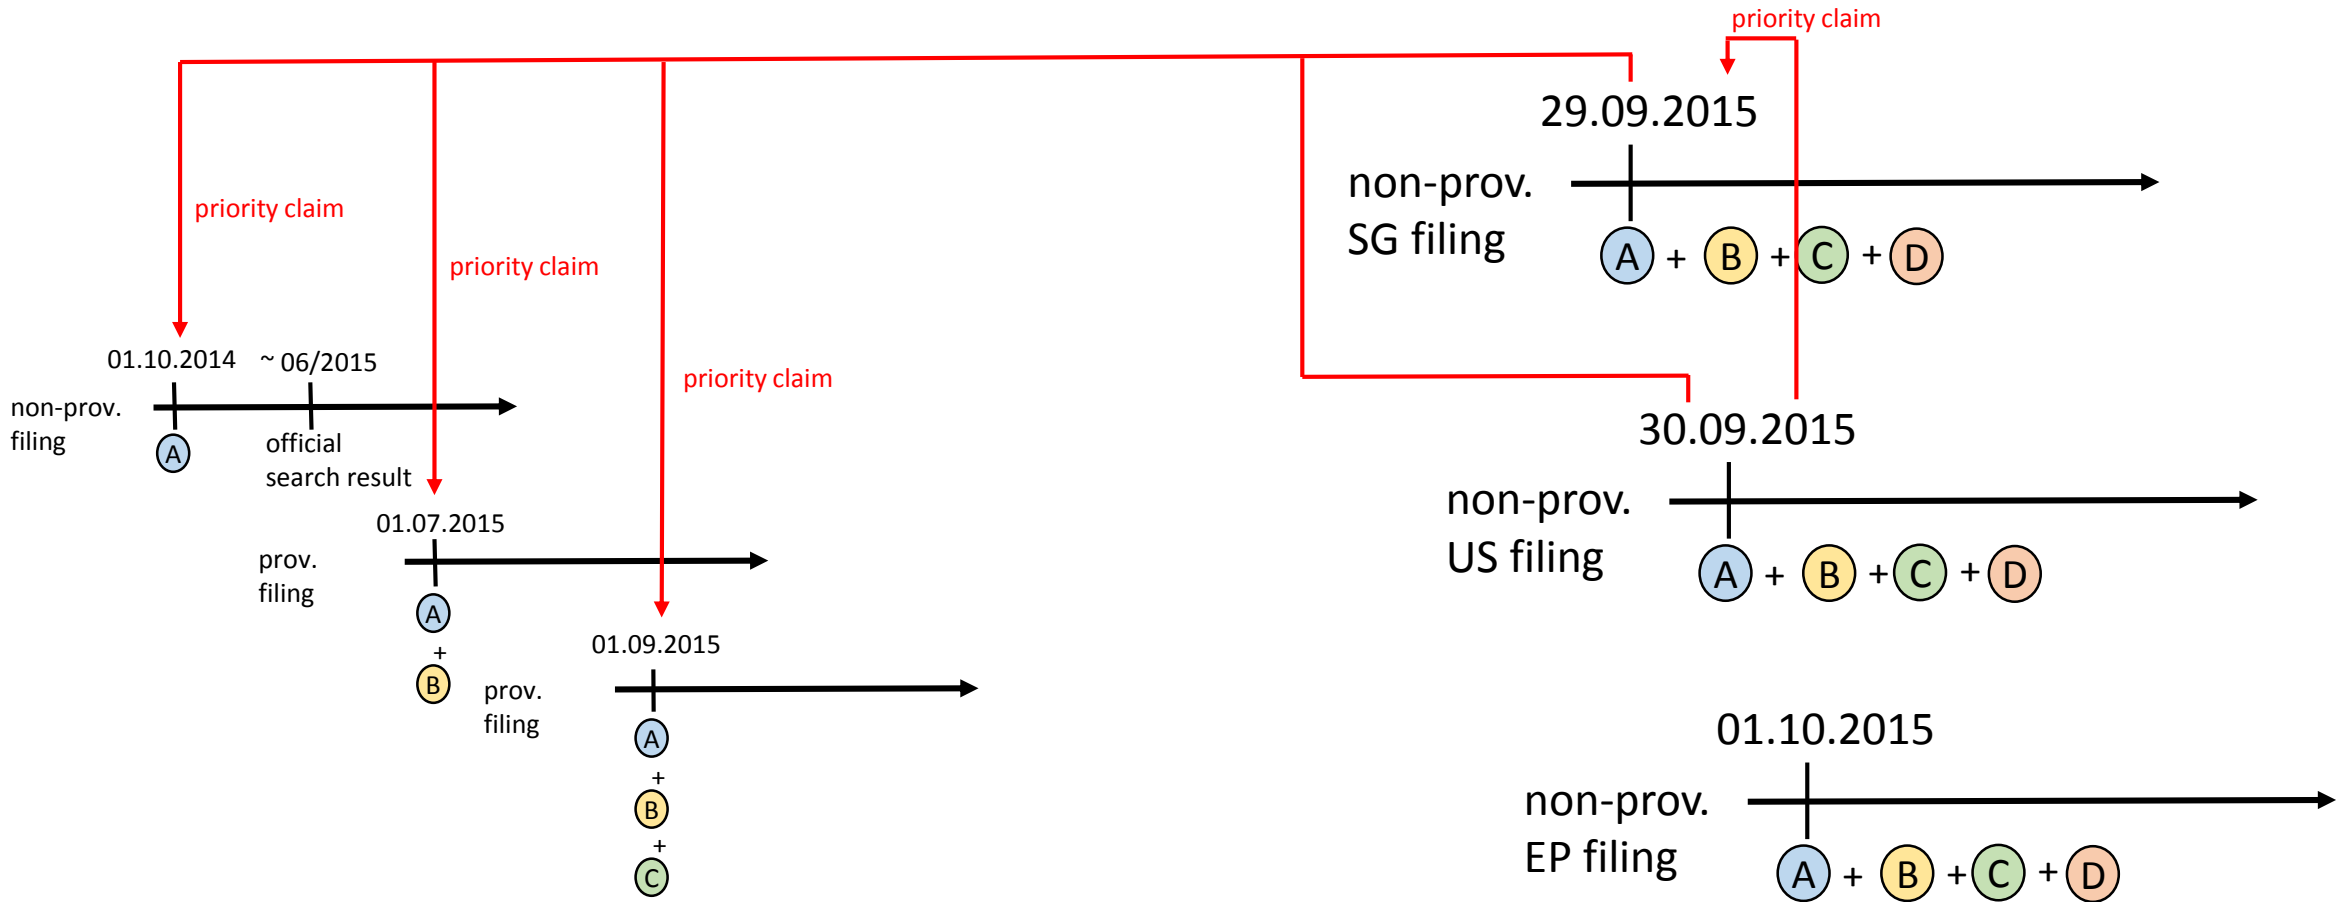 priority claim
29.09.2015
non-prov.
SG filing
A + B + C + D
priority claim
priority claim
01.10.2014 ~ 06/2015
priority claim
non-prov.
filing
A
official
search result
30.09.2015
non-prov.
US filing
A + B + C + D
01.07.2015
prov.
filing
A
+
B
01.09.2015
prov.
filing
A
+
B
+
C
01.10.2015
non-prov.
EP filing
A + B + C + D